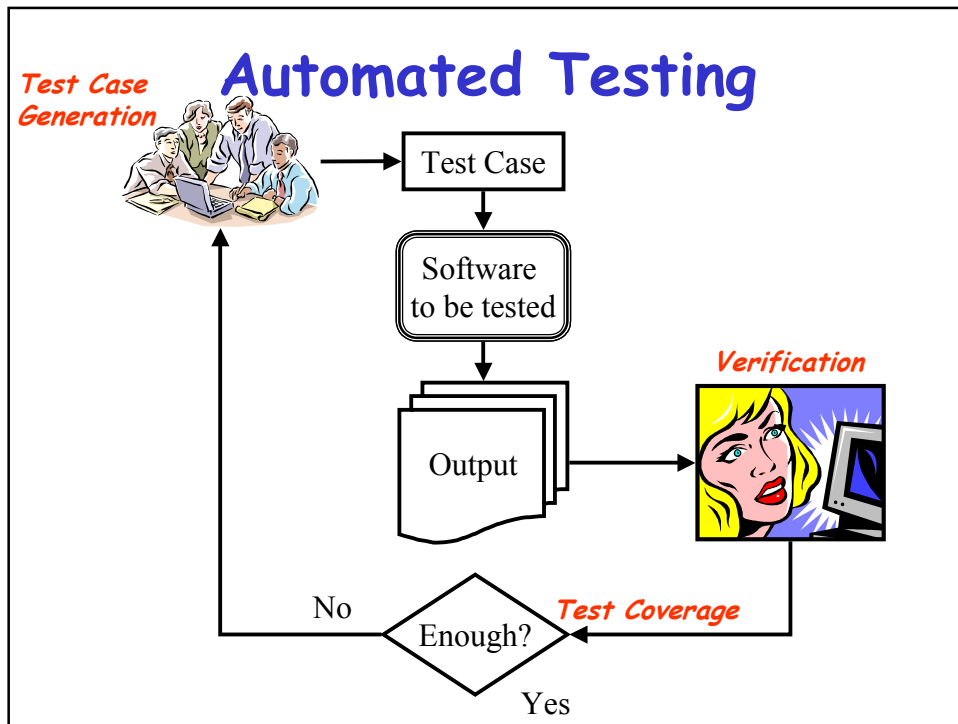 Automated Testing
Test Case
Generation
Test Case
Software
to be tested
Verification
Output
No
Test Coverage
Enough?
Yes